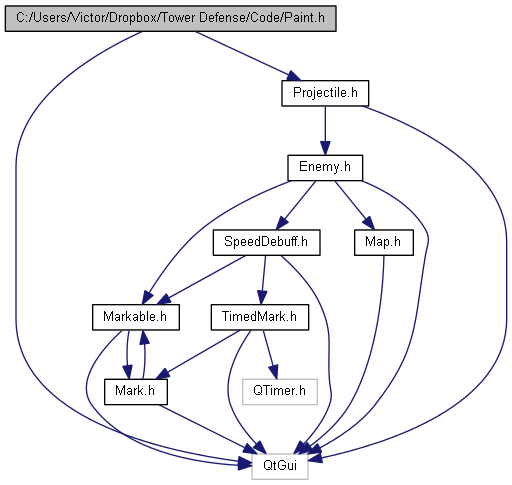 C:/Users/Victor/Dropbox/Tower Defense/Code/Paint.h
Projectile.h
Enemy.h
SpeedDebuff.h
Map.h
Markable.h
TimedMark.h
Mark.h
QTimer.h
QtGui